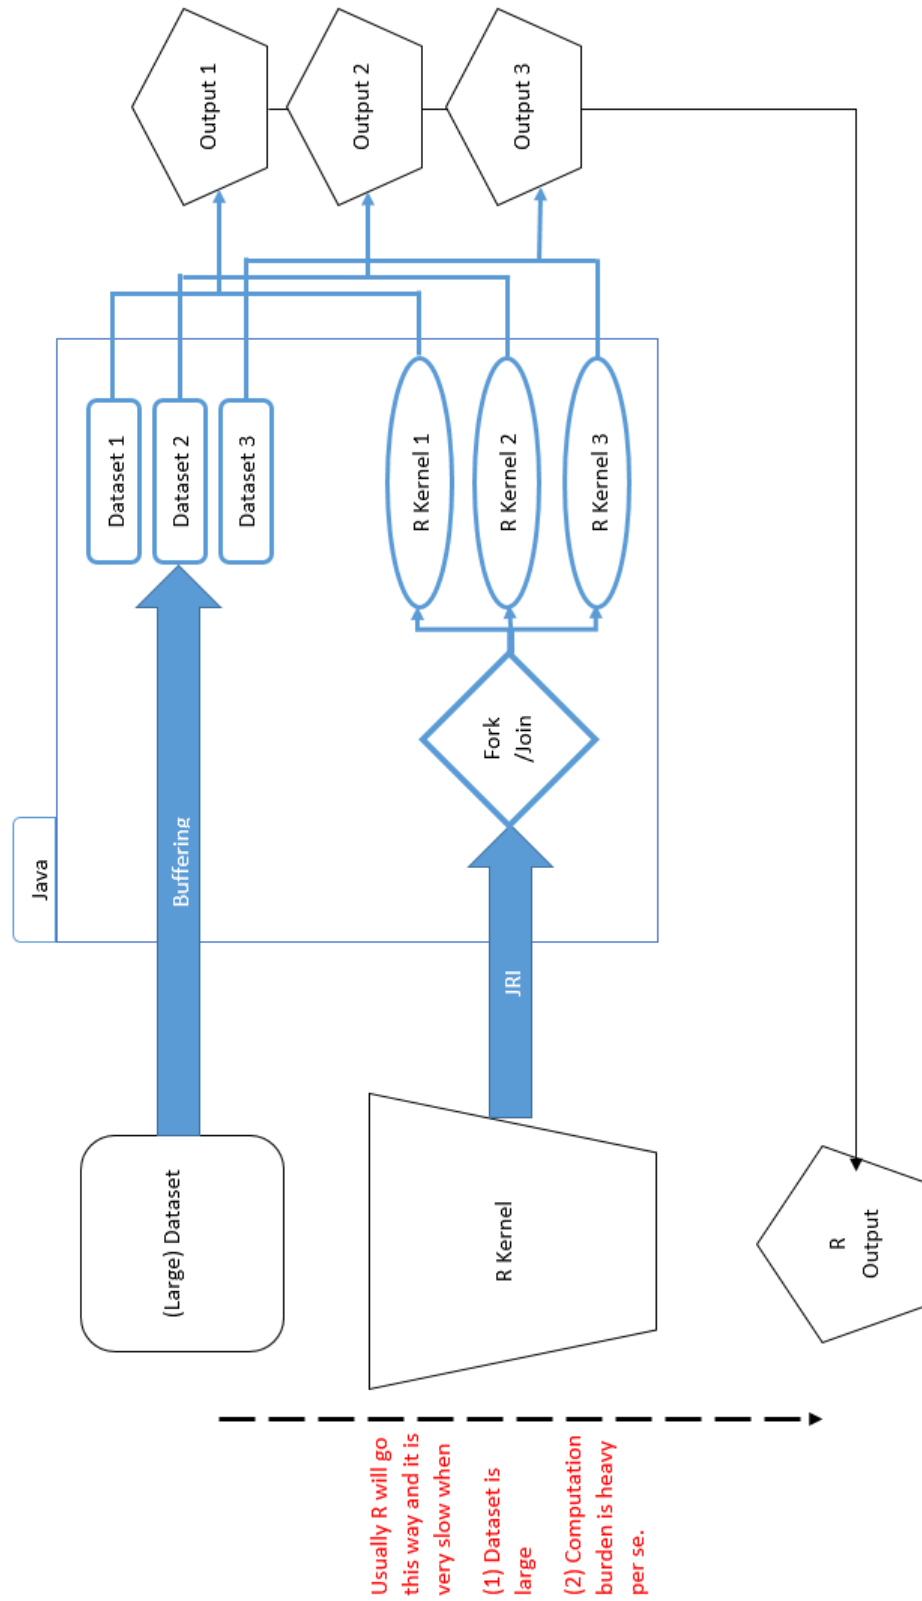 Java
(Large) Dataset
Buffering
Dataset 1
Dataset 2
Dataset 3
Output 1
Output 2
Output 3
R Kernel
JRI
Fork
/Join
R Kernel 1
R Kernel 2
R Kernel 3
R
Output
Usually R will go
this way and it is
very slow when
(1) Dataset is
large
(2) Computation
burden is heavy
per se.